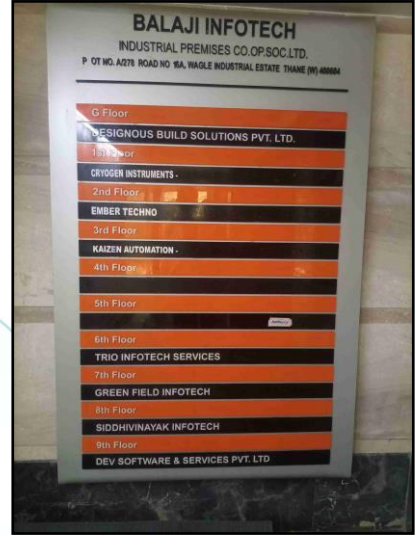 BALAJI INFOTECH
INDUSTRIAL PREMISES CO.OP.SOC.LTD.
P OT NO. A/278 ROAD NO 16A, WAGLE INDUSTRIAL ESTATE THANE (W) 400604
G Floor
DESIGNOUS BUILD SOLUTIONS PVT. LTD.
1st Floor
CRYOGEN INSTRUMENTS -
2nd Floor
EMBER TECHNO
3rd Floor
KAIZEN AUTOMATION -
4th Floor
5th Floor
6th Floor
TRIO INFOTECH SERVICES
7th Floor
GREEN FIELD INFOTECH
8th Floor
SIDDHIVINAYAK INFOTECH
9th Floor
DEV SOFTWARE & SERVICES PVT. LTD